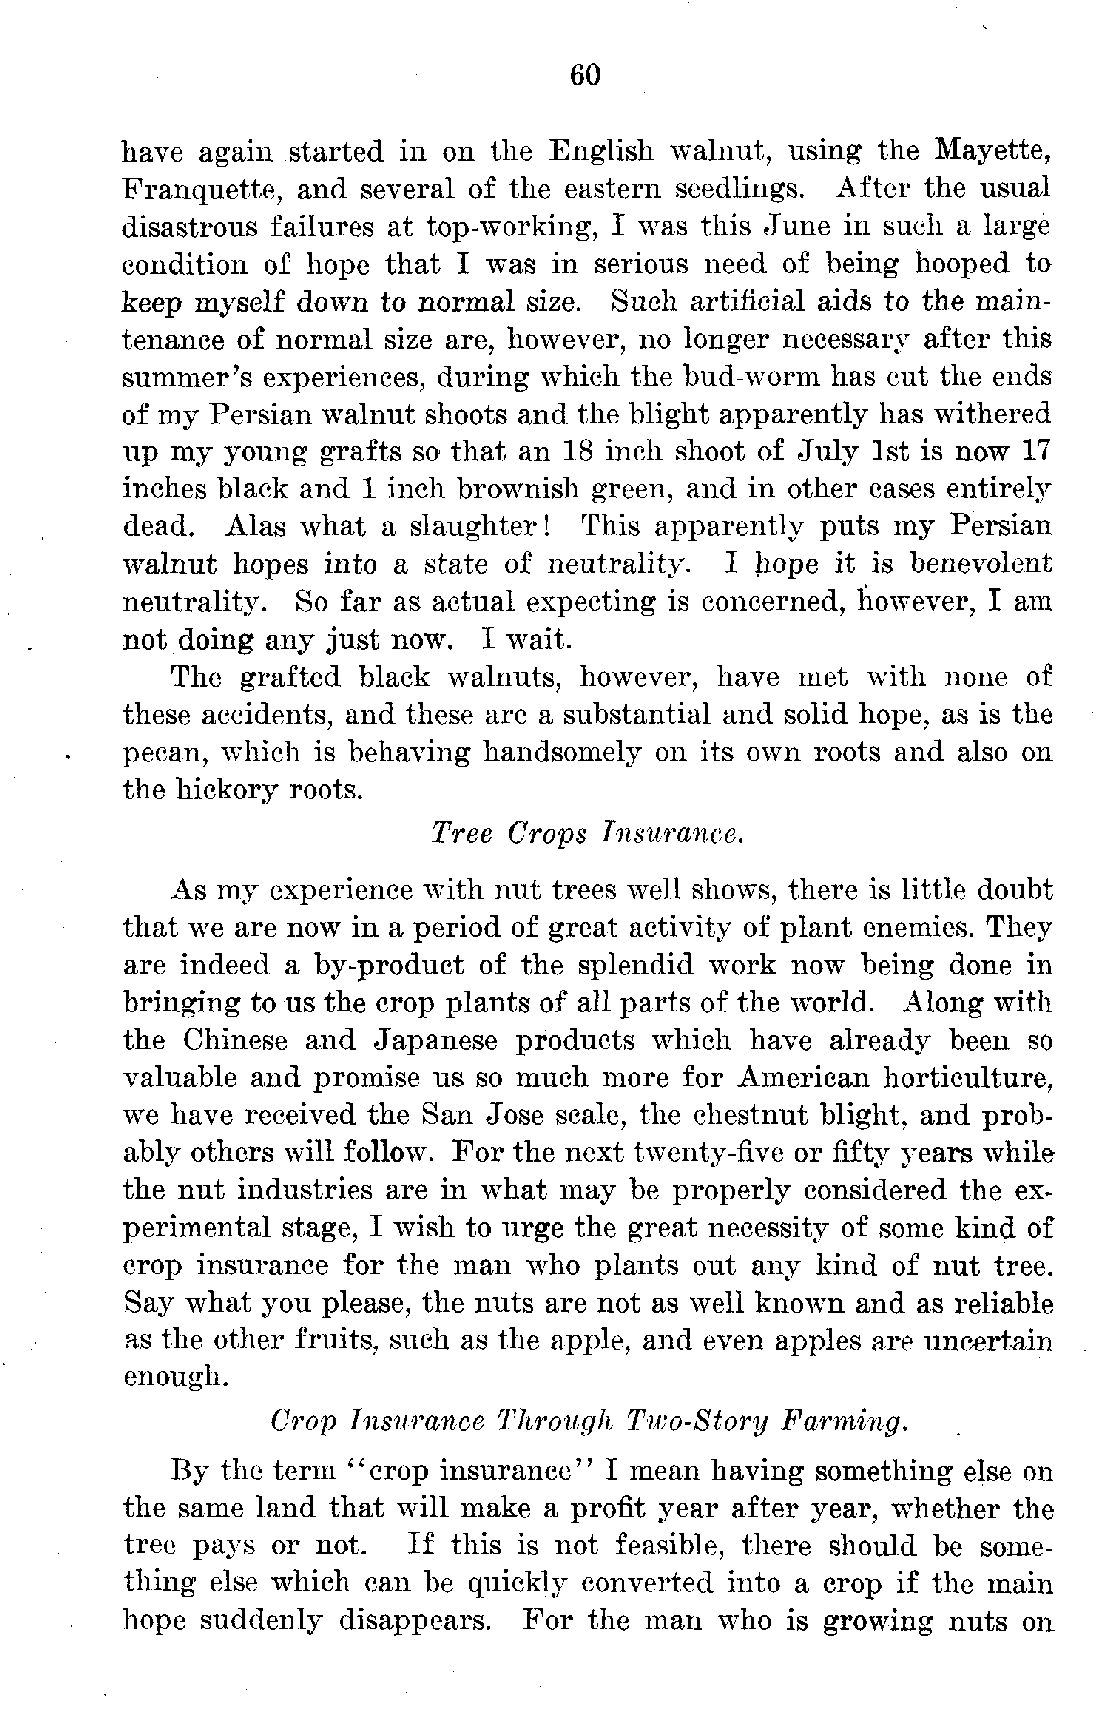 60
have again started in on the English walnut, using the Mayette,
Franquette, and several of the eastern seedlings. After the usual
disastrous failures at top-working, I was this June in such a large
condition of hope that I was in serious need of being hooped to
keep myself down to normal size. Such artificial aids to the main-
tenance of normal size are, however, no longer necessary after this
summer's experiences, during which the bud-worm has cut the ends
of my Persian walnut shoots and the blight apparently has withered
up my young grafts so that an 18 inch shoot of July 1st is now 17
inches black and 1 inch brownish green, and in other cases entirely
dead. Alas what a slaughter! This apparently puts my Persian
walnut hopes into a state of neutrality. I hope it is benevolent
neutrality. So far as actual expecting is concerned, however, I am
not doing any just now. I wait.
The grafted black walnuts, however, have met with none of
these accidents, and these are a substantial and solid hope, as is the
pecan, which is behaving handsomely on its own roots and also on
the hickory roots.
Tree Crops Insurance.
As my experience with nut trees well shows, there is little doubt
that we are now in a period of great activity of plant enemies. They
are indeed a by-product of the splendid work now being done in
bringing to us the crop plants of all parts of the world. Along with
the Chinese and Japanese products which have already been so
valuable and promise us so much more for American horticulture,
we have received the San Jose scale, the chestnut blight, and prob-
ably others will follow. For the next twenty-five or fifty years while
the nut industries are in what may be properly considered the ex-
perimental stage, I wish to urge the great necessity of some kind of
crop insurance for the man who plants out any kind of nut tree.
Say what you please, the nuts are not as well known and as reliable
as the other fruits, such as the apple, and even apples are uncertain
enough.
Crop Insurance Through Two-Story Farming.
By the term "crop insurance" I mean having something else on
the same land that will make a profit year after year, whether the
tree pays or not. If this is not feasible, there should be some-
thing else which can be quickly converted into a crop if the main
hope suddenly disappears. For the man who is growing nuts on